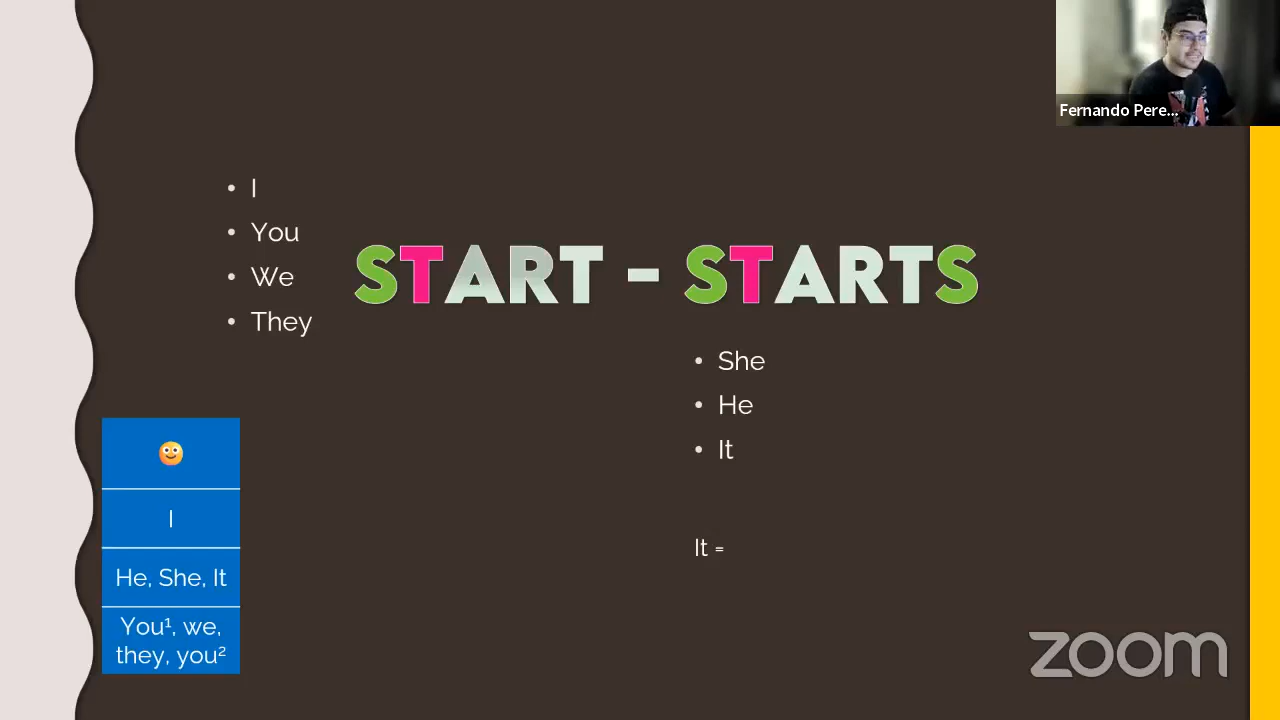 Fernando Pere...
• I
• You
• We
• They
START - STARTS
• She
• He
• It
It =
I
He, She, It
You¹, we,
they, you²
zoom